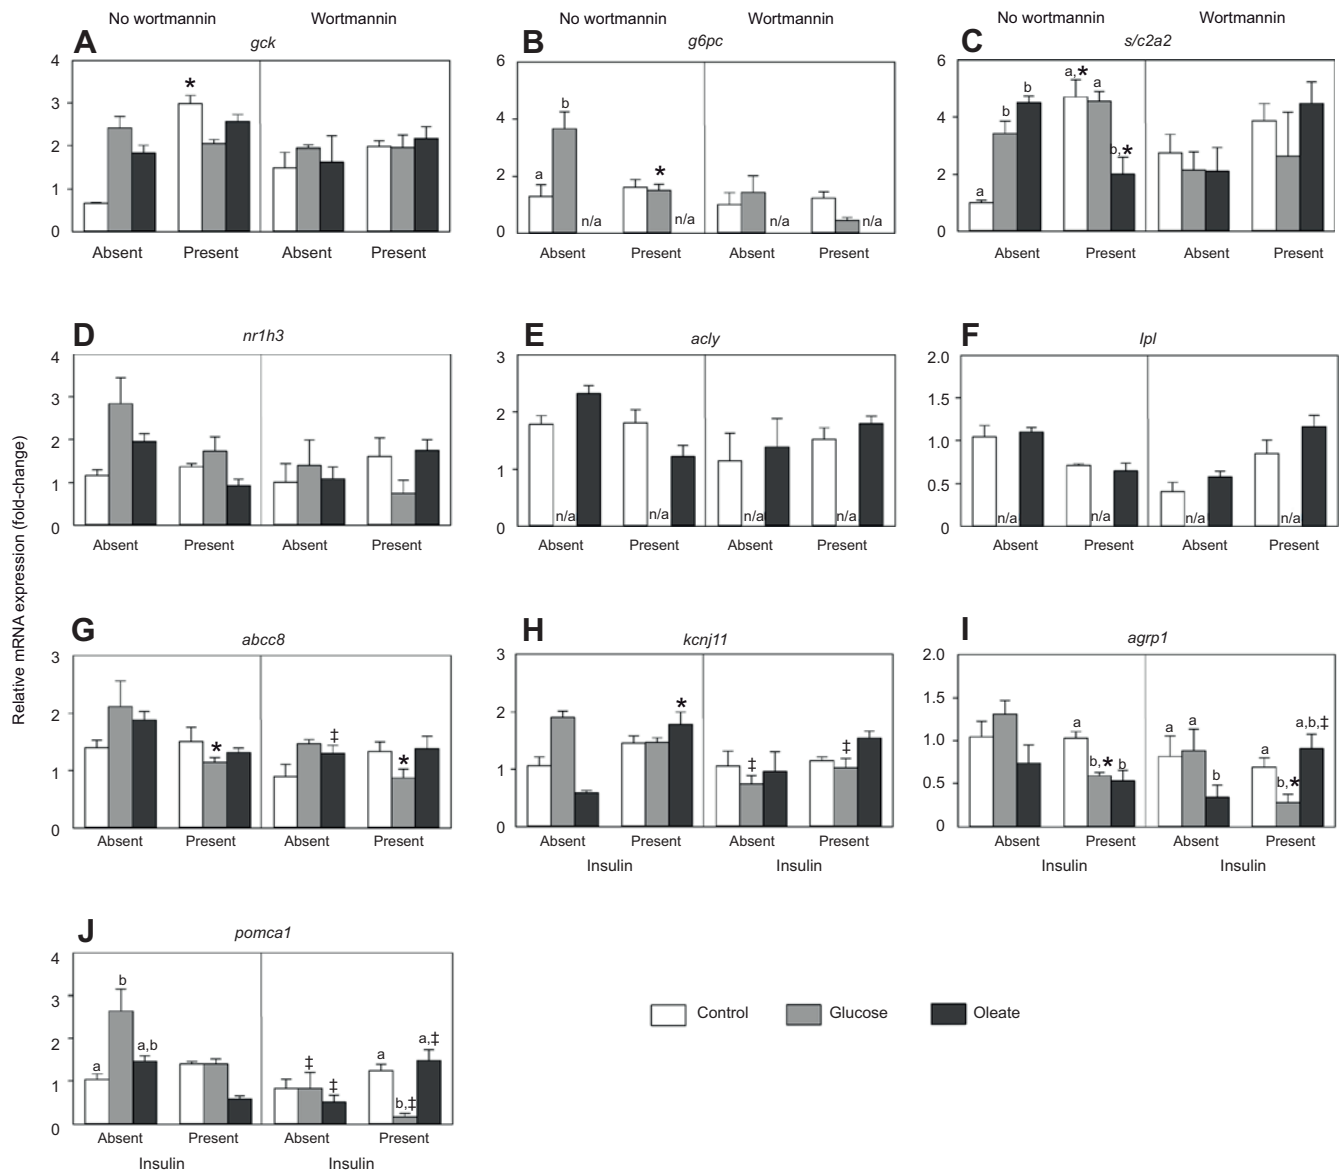 No wortmannin Wortmannin No wortmannin Wortmannin No wortmannin Wortmannin
A gck B g6pc C s/c2a2
4 3 2 1 0
Absent Present Absent Present
6 4 2 0
a b n/a * n/a n/a n/a
Absent Present Absent Present
6 4 2 0
a b b a,* a b,*
Absent Present Absent Present
*
Relative mRNA expression (fold-change)
D nr1h3 E acly F lpl
4 3 2 1 0
Absent Present Absent Present
3 2 1 0
n/a n/a n/a n/a
Absent Present Absent Present
2.0 1.5 1.0 0.5 0
n/a n/a n/a n/a
Absent Present Absent Present
G abcc8 H kcnj11 I agrp1
3 2 1 0
* ‡ *
Absent Present Absent Present
3 2 1 0
* ‡ ‡
Absent Present Absent Present
Insulin Insulin
2.0 1.5 1.0 0.5 0
a b,* b a a b a b,* a,b,‡
Absent Present Absent Present
Insulin Insulin
J pomca1
4 3 2 1 0
a b a,b ‡ ‡ a b,‡ a,‡
Absent Present Absent Present
Insulin Insulin
Control Glucose Oleate